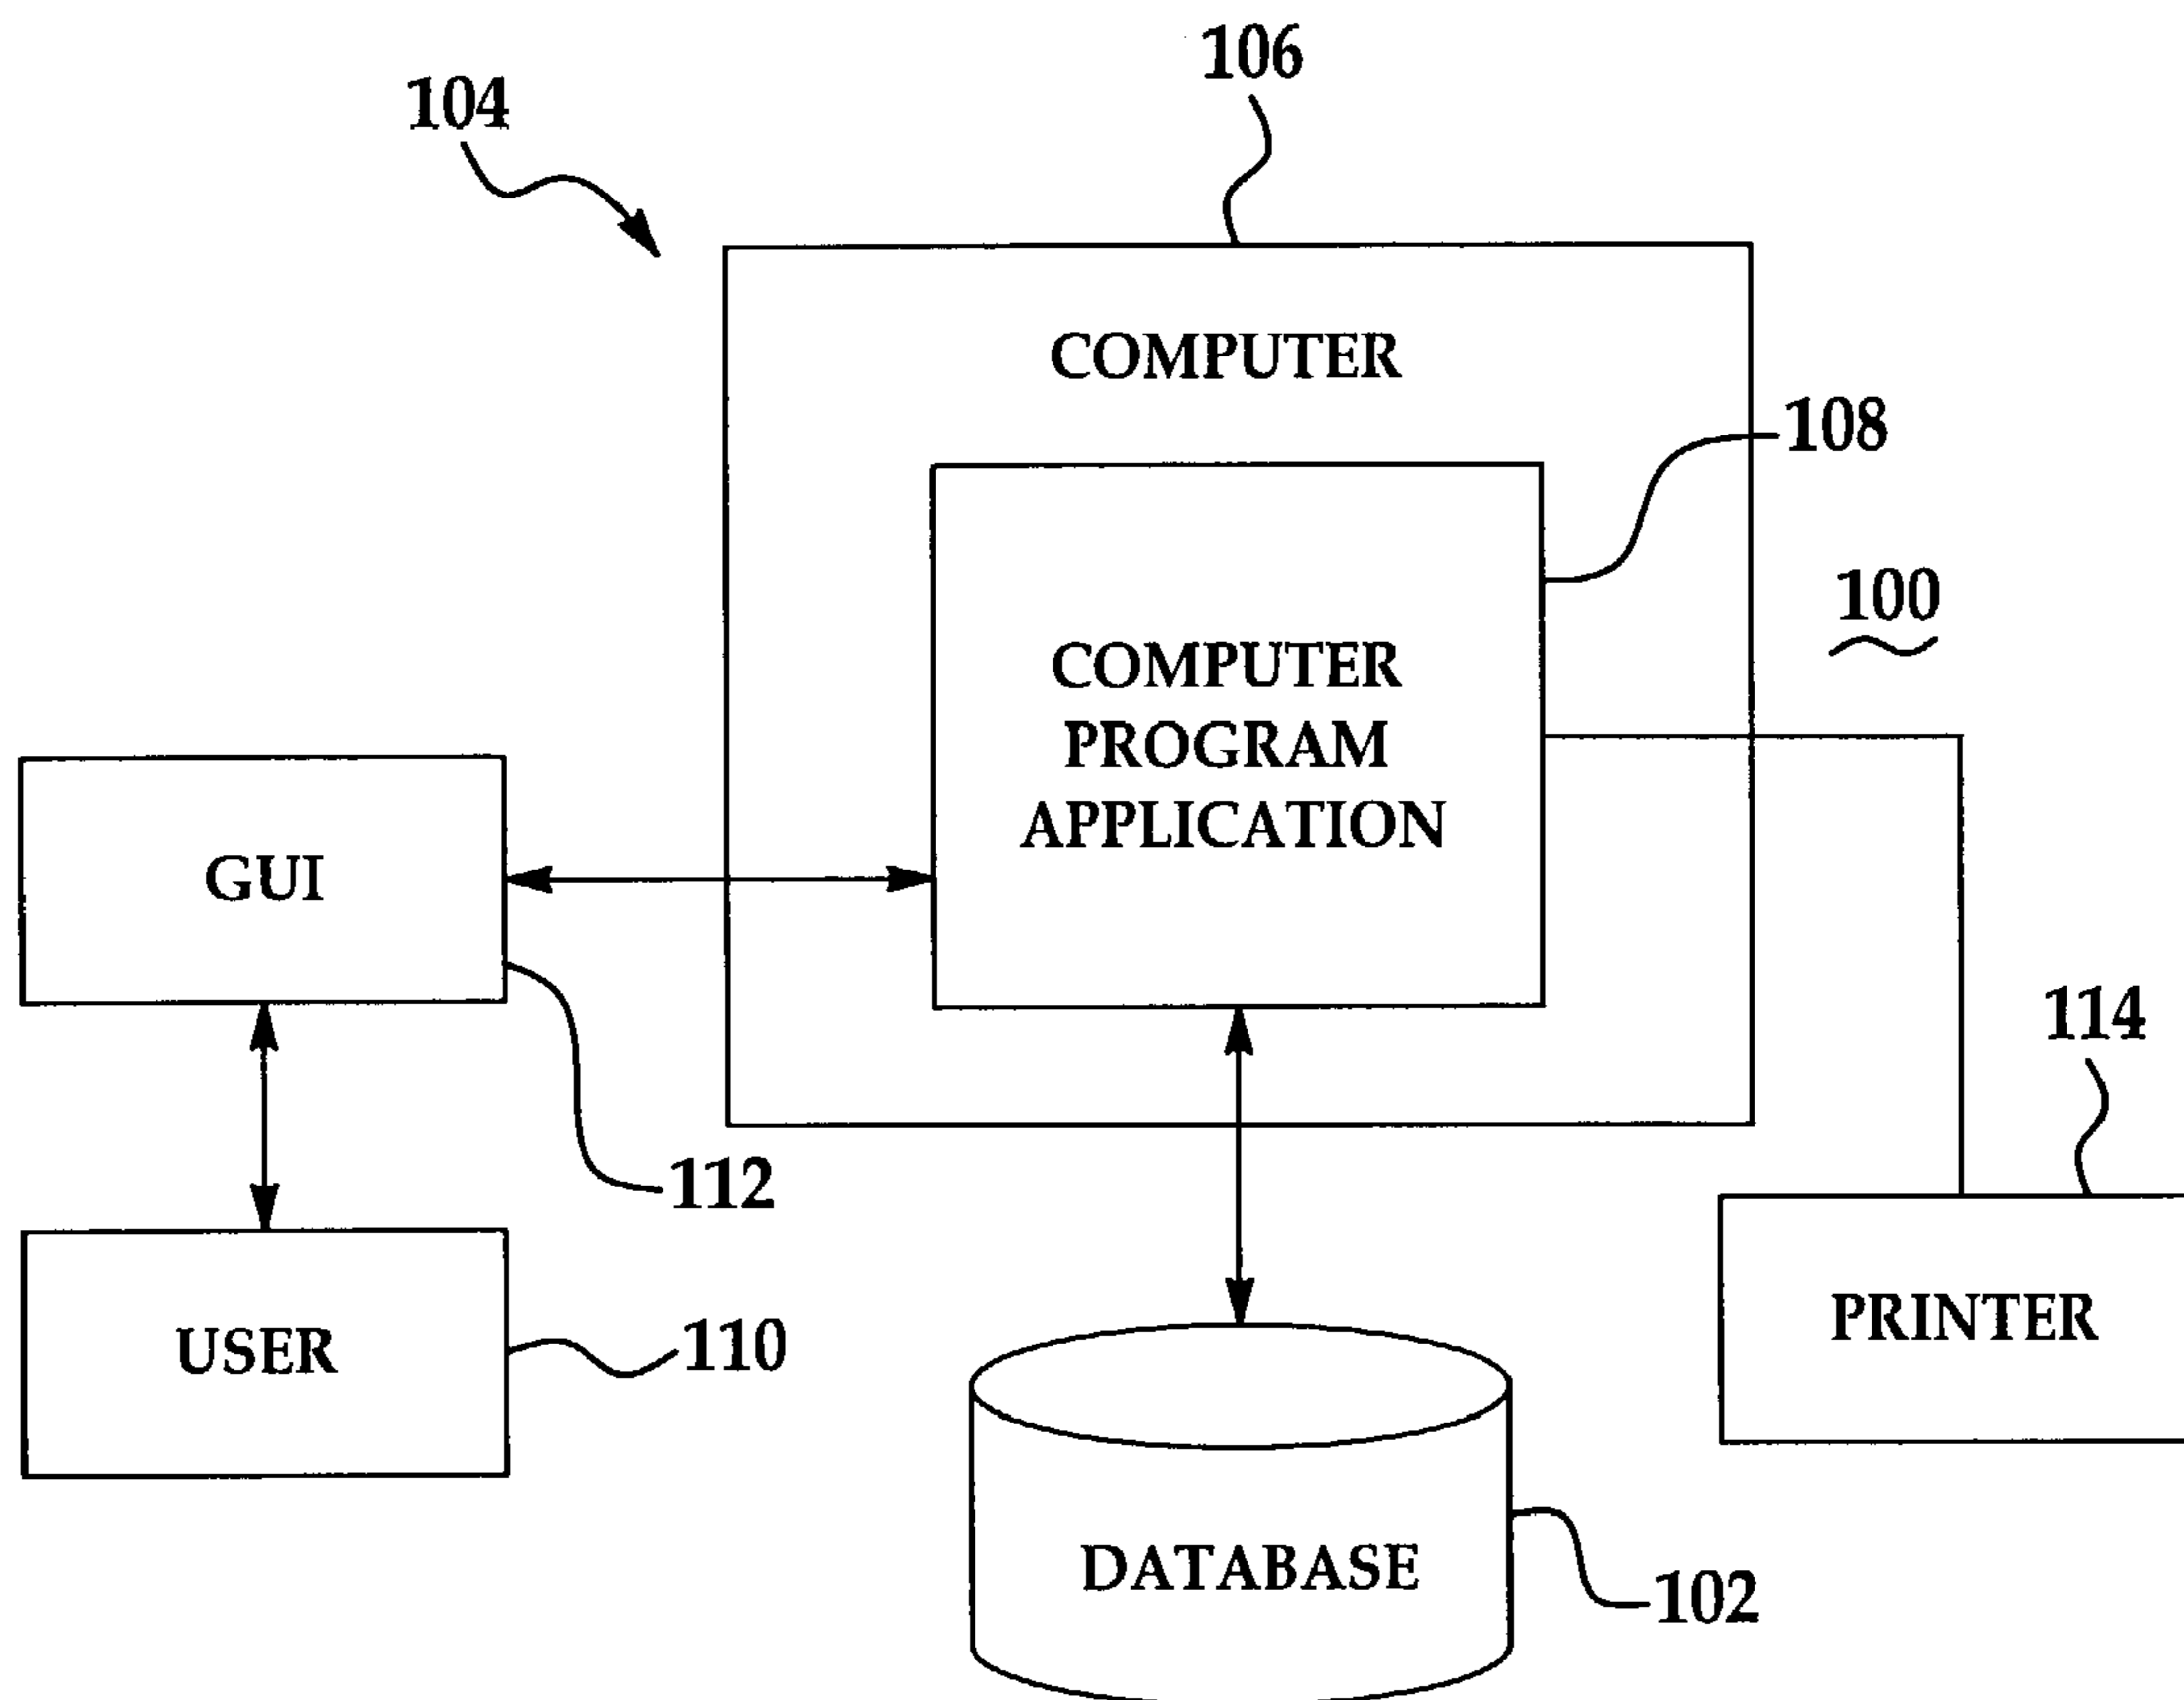 106
104
COMPUTER
108
100
COMPUTER
PROGRAM
APPLICATION
GUI
114
112
PRINTER
USER
110
DATABASE
102